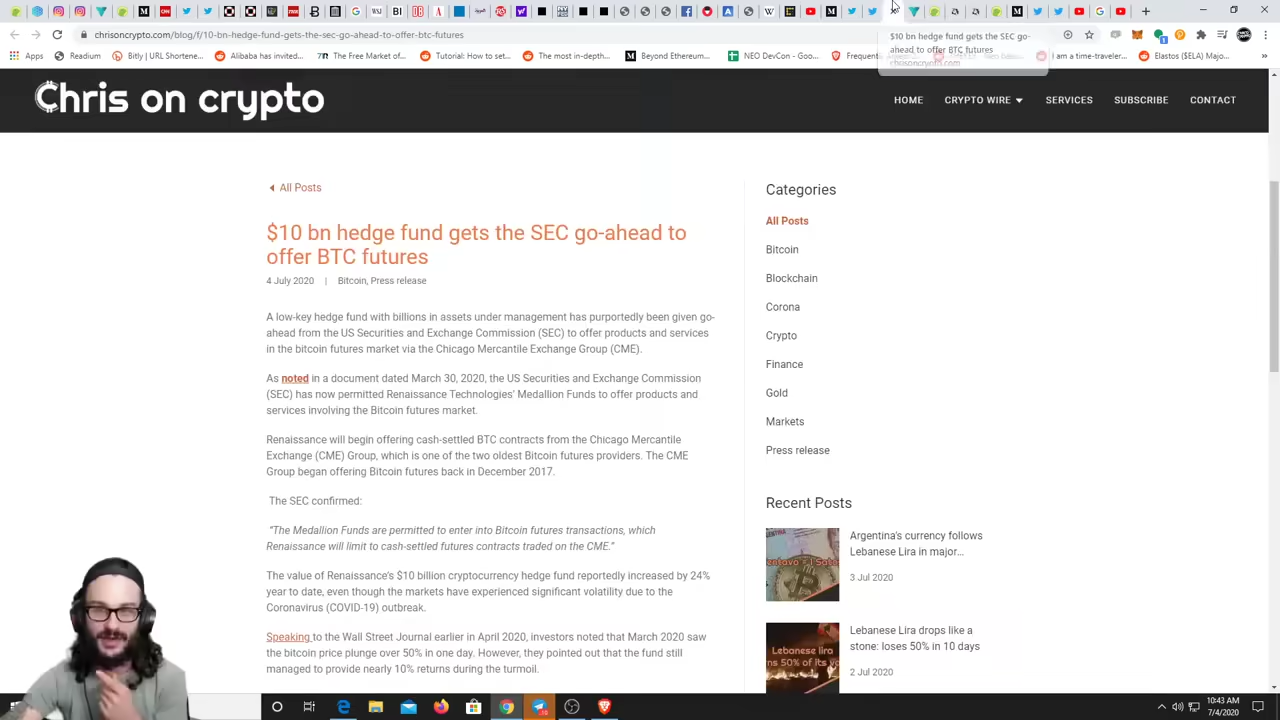 chrisoncrypto.com/blog/f/10-bn-hedge-fund-gets-the-sec-go-ahead-to-offer-btc-futures
Apps Readium Bitly | URL Shortene... Alibaba has invited... The Free Market of... Tutorial: How to set... The most in-depth... Beyond Ethereum... NEO DevCon - Goo... Frequent i am a time-traveler... Elastos ($ELA) Majo...
$10 bn hedge fund gets the SEC go-
ahead to offer BTC futures
chrisoncrypto.com
Chris on crypto
HOME CRYPTO WIRE SERVICES SUBSCRIBE CONTACT
All Posts
$10 bn hedge fund gets the SEC go-ahead to
offer BTC futures
4 July 2020 | Bitcoin, Press release
A low-key hedge fund with billions in assets under management has purportedly been given go-
ahead from the US Securities and Exchange Commission (SEC) to offer products and services
in the bitcoin futures market via the Chicago Mercantile Exchange Group (CME).
As noted in a document dated March 30, 2020, the US Securities and Exchange Commission
(SEC) has now permitted Renaissance Technologies' Medallion Funds to offer products and
services involving the Bitcoin futures market.
Renaissance will begin offering cash-settled BTC contracts from the Chicago Mercantile
Exchange (CME) Group, which is one of the two oldest Bitcoin futures providers. The CME
Group began offering Bitcoin futures back in December 2017.
The SEC confirmed:
"The Medallion Funds are permitted to enter into Bitcoin futures transactions, which
Renaissance will limit to cash-settled futures contracts traded on the CME."
The value of Renaissance's $10 billion cryptocurrency hedge fund reportedly increased by 24%
year to date, even though the markets have experienced significant volatility due to the
Coronavirus (COVID-19) outbreak.
Speaking to the Wall Street Journal earlier in April 2020, investors noted that March 2020 saw
the bitcoin price plunge over 50% in one day. However, they pointed out that the fund still
managed to provide nearly 10% returns during the turmoil.
Categories
All Posts
Bitcoin
Blockchain
Corona
Crypto
Finance
Gold
Markets
Press release
Recent Posts
Argentina's currency follows
Lebanese Lira in major...
3 Jul 2020
Lebanese Lira drops like a
stone: loses 50% in 10 days
2 Jul 2020
Lebanese lira
10:43 AM
7/4/2020